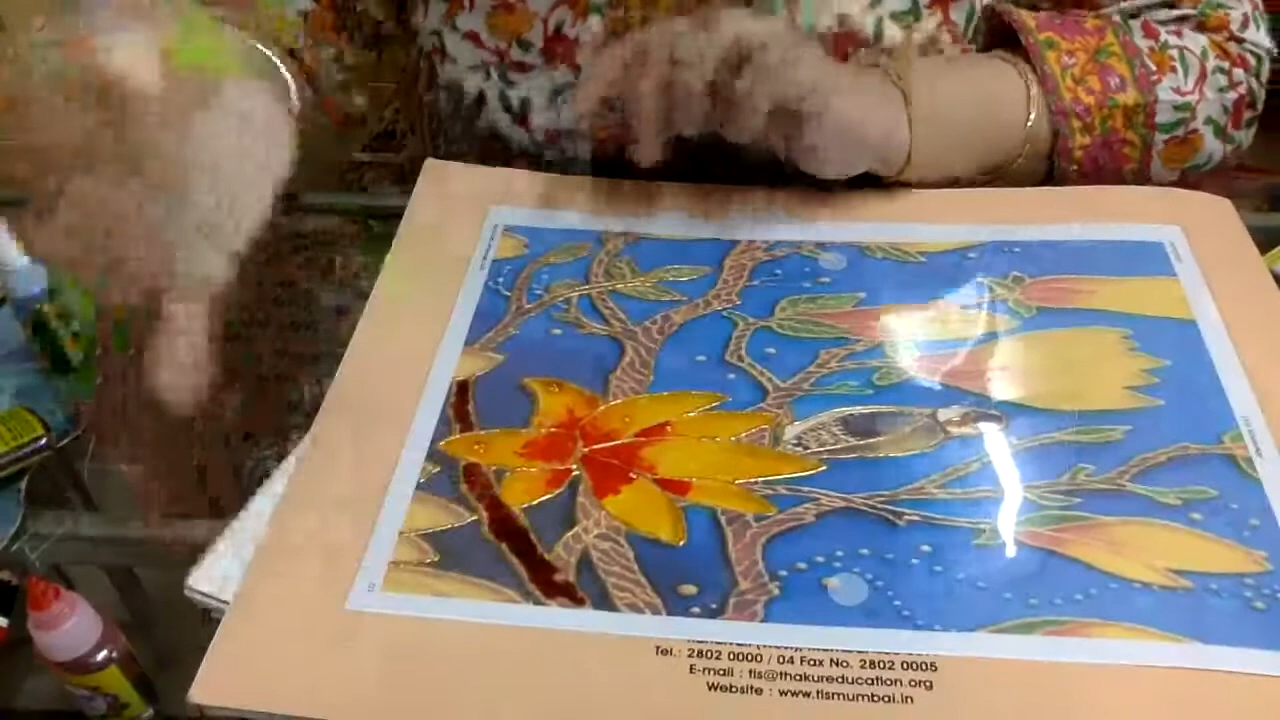 Tel.: 2802 0000 / 04 Fax No. 2802 0005
E-mail : tis@thakureducation.org
Website : www.tismumbai.in